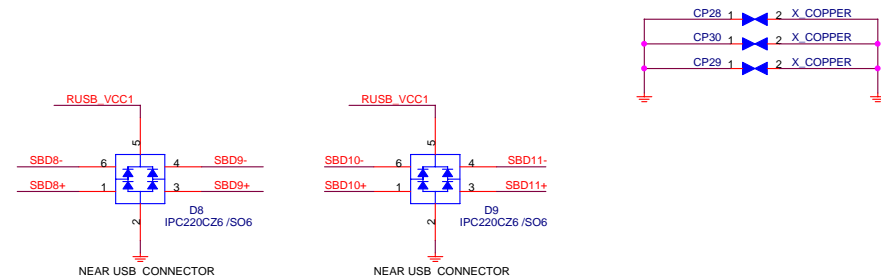 CP28 1 2 X_COPPER
CP30 1 2 X_COPPER
CP29 1 2 X_COPPER
RUSB_VCC1
5
SBD8- 6 4 SBD9-
SBD8+ 1 3 SBD9+
D8
IPC220CZ6 /SO6
2
NEAR USB CONNECTOR
RUSB_VCC1
5
SBD10- 6 4 SBD11-
SBD10+ 1 3 SBD11+
D9
IPC220CZ6 /SO6
2
NEAR USB CONNECTOR